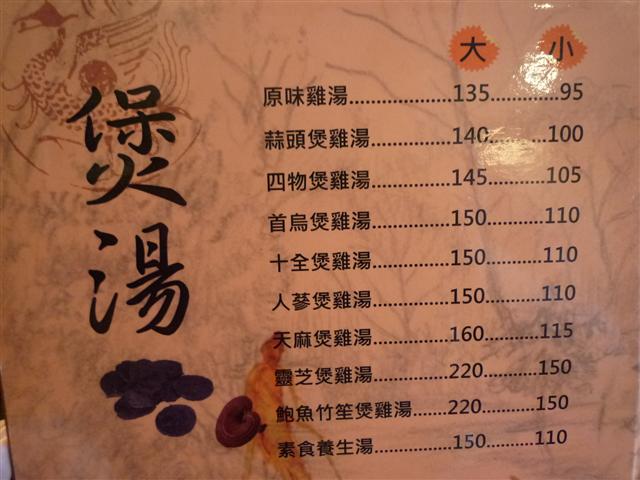 煲湯
大 小
原味雞湯....................135............95
蒜頭煲雞湯................140..........100
四物煲雞湯................145..........105
首烏煲雞湯................150..........110
十全煲雞湯................150..........110
人蔘煲雞湯................150..........110
天麻煲雞湯................160..........115
靈芝煲雞湯................220..........150
鮑魚竹笙煲雞湯.......220..........150
素食養生湯................150.........110